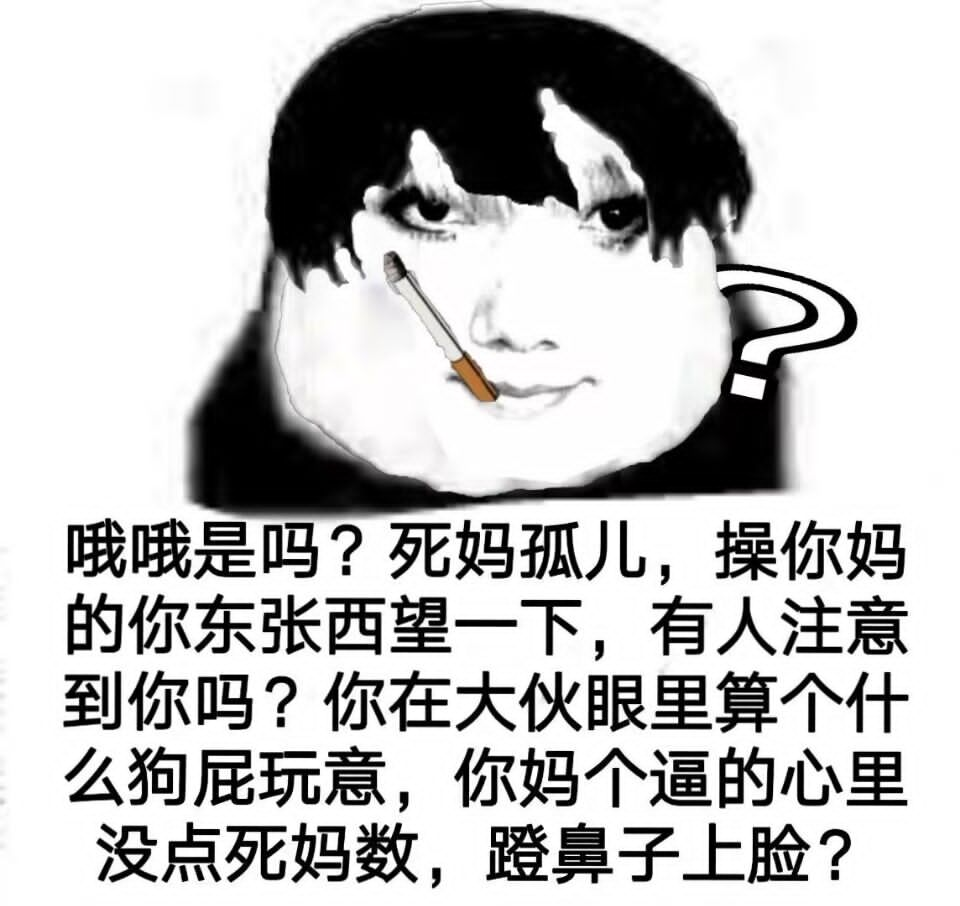 ?
哦哦是吗？死妈孤儿，操你妈
的你东张西望一下，有人注意
到你吗？你在大伙眼里算个什
么狗屁玩意，你妈个逼的心里
没点死妈数，蹬鼻子上脸？